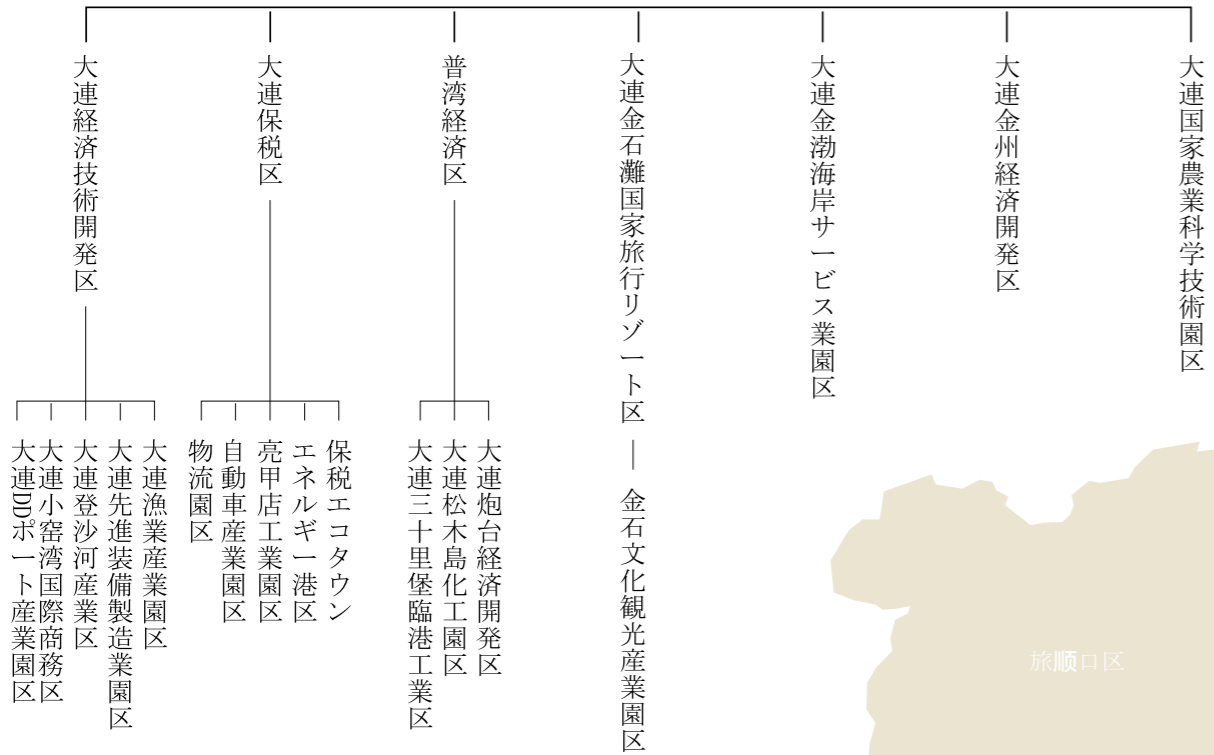 大連経済技術開発区
大連保税区
普湾経済区
大連金石灘国家旅行リゾート区
大連金渤海岸サービス業園区
大連金州経済開発区
大連国家農業科学技術園区
大連DDポート産業園区
大連小窑湾国際商務区
大連登沙河産業区
大連先進装備製造業園区
大連漁業産業園区
物流園区
自動車産業園区
亮甲店工業園区
エネルギー港区
保税エコタウン
大連三十里堡臨港工業区
大連松木島化工園区
大連炮台経済開発区
金石文化観光産業園区
旅顺口区